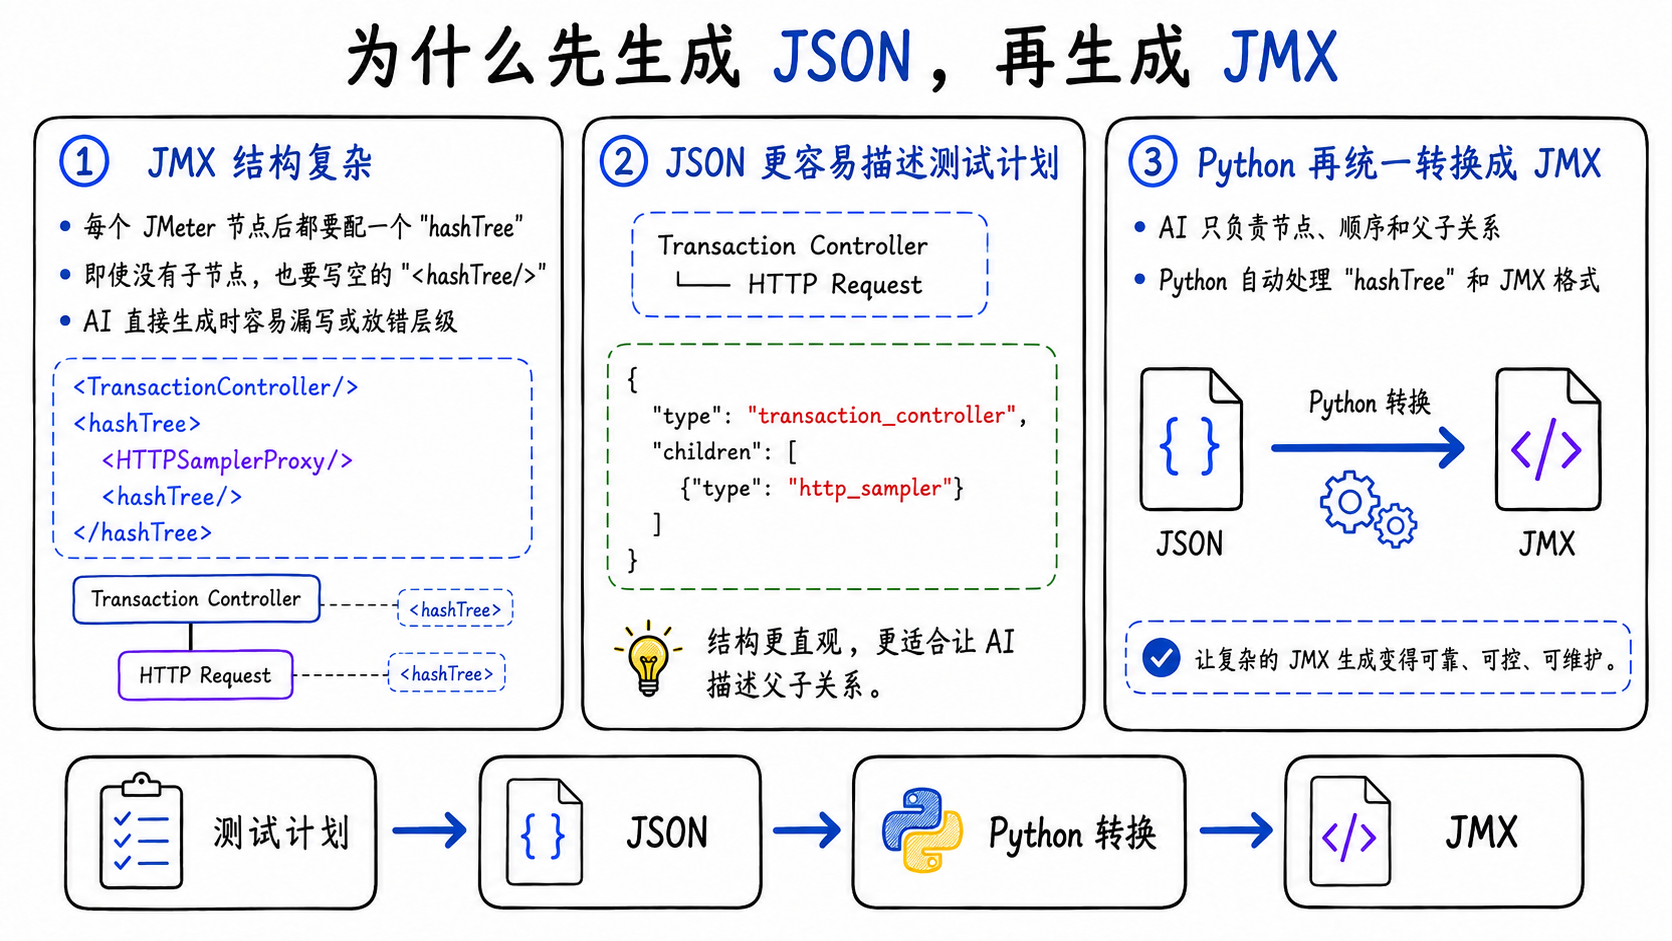 为什么先生成 JSON，再生成 JMX
① JMX 结构复杂
• 每个 JMeter 节点后都要配一个 "hashTree"
• 即使没有子节点，也要写空的 "<hashTree/>"
• AI 直接生成时容易漏写或放错层级
<TransactionController/>
<hashTree>
<HTTPSamplerProxy/>
<hashTree/>
</hashTree>
Transaction Controller
<hashTree>
HTTP Request
<hashTree>
② JSON 更容易描述测试计划
Transaction Controller
HTTP Request
{
"type": "transaction_controller",
"children": [
{"type": "http_sampler"}
]
}
结构更直观，更适合让 AI
描述父子关系。
③ Python 再统一转换成 JMX
• AI 只负责节点、顺序和父子关系
• Python 自动处理 "hashTree" 和 JMX 格式
{ }
Python 转换
</>
JSON
JMX
让复杂的 JMX 生成变得可靠、可控、可维护。
测试计划
{ }
JSON
Python 转换
</>
JMX